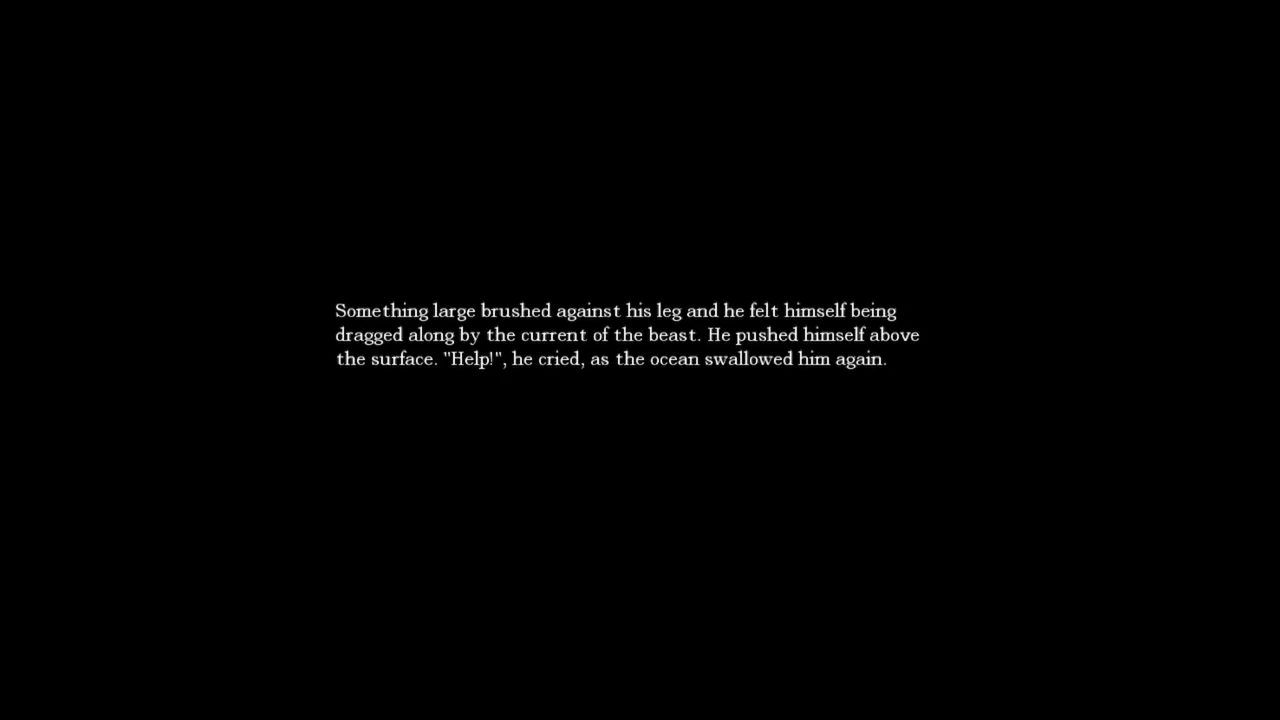 Something large brushed against his leg and he felt himself being
dragged along by the current of the beast. He pushed himself above
the surface. "Help!", he cried, as the ocean swallowed him again.